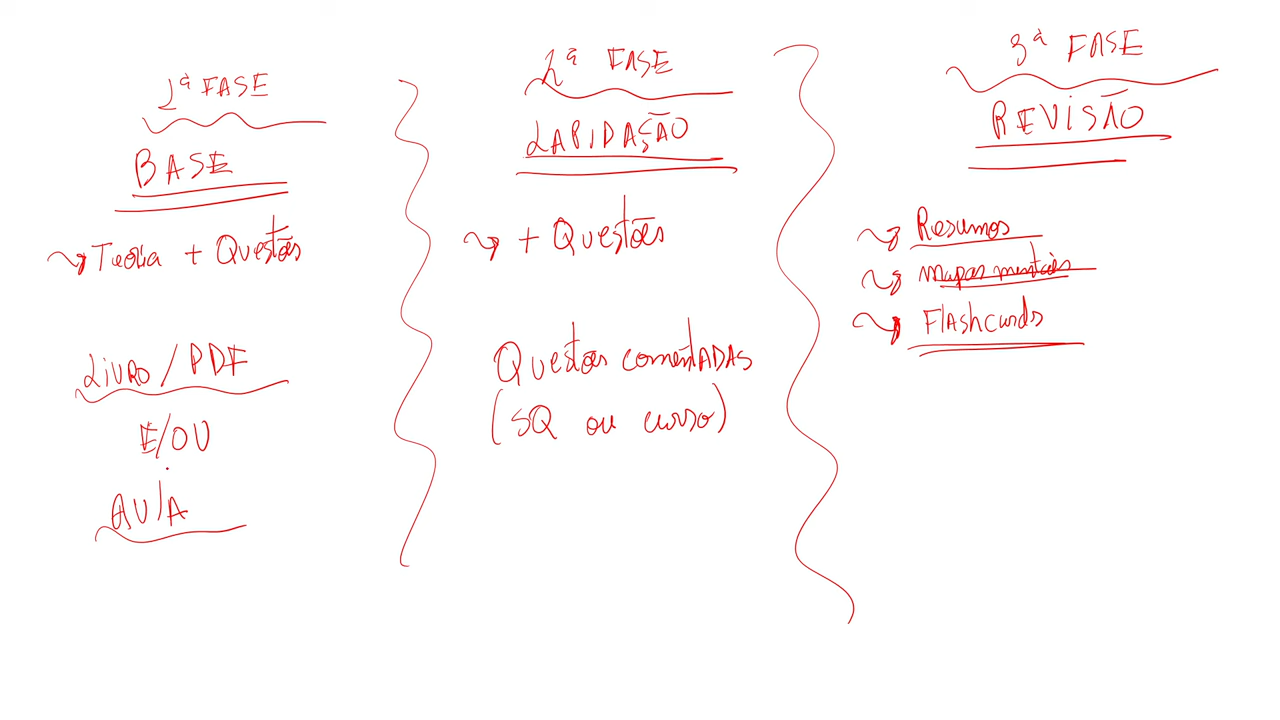 1ª FASE
BASE
Teoria + Questões
LIVRO / PDF
E/OU
AULA
2ª FASE
LAPIDAÇÃO
+ Questões
Questões comentADAS
(SQ ou curso)
3ª FASE
REVISÃO
Resumos
mapas mentais
Flashcards